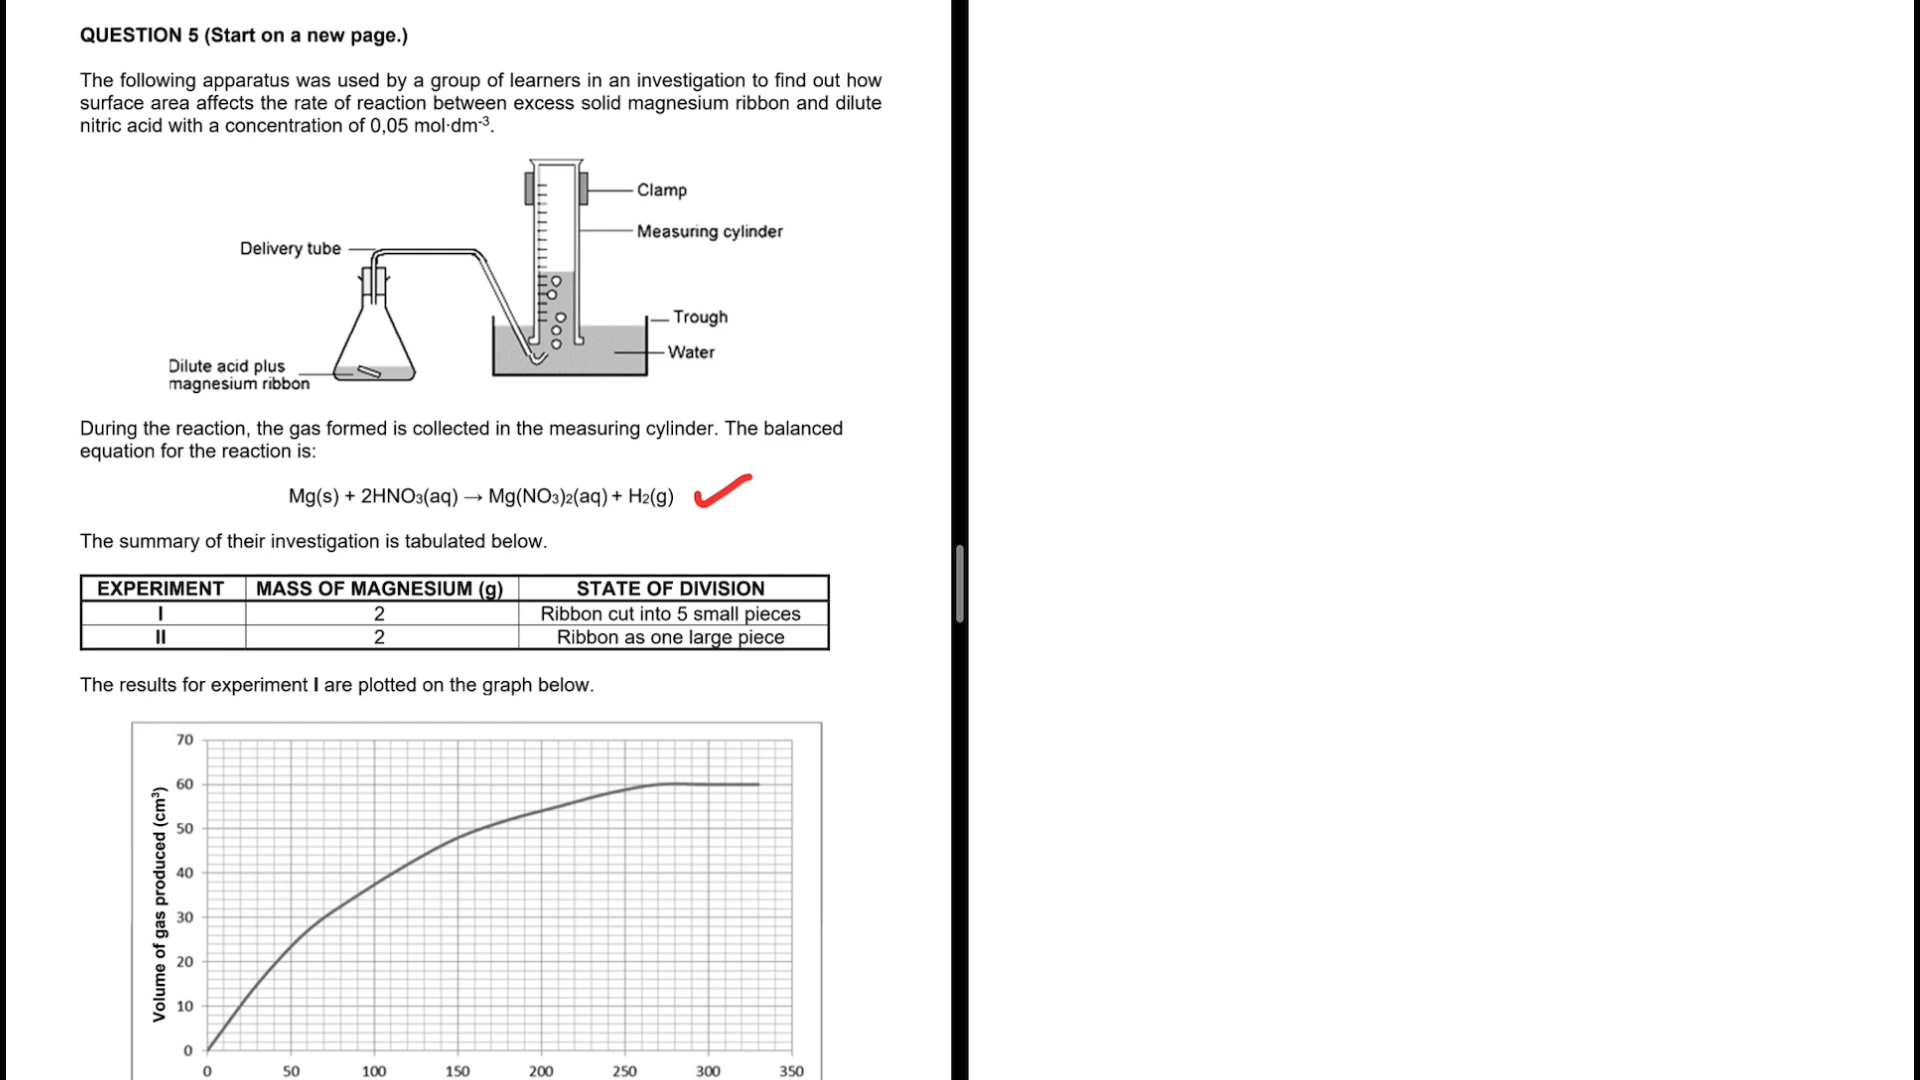 QUESTION 5 (Start on a new page.)
The following apparatus was used by a group of learners in an investigation to find out how
surface area affects the rate of reaction between excess solid magnesium ribbon and dilute
nitric acid with a concentration of 0,05 mol·dm-3.
Clamp
Measuring cylinder
Delivery tube
Trough
Water
Dilute acid plus
magnesium ribbon
During the reaction, the gas formed is collected in the measuring cylinder. The balanced
equation for the reaction is:
Mg(s) + 2HNO3(aq) → Mg(NO3)2(aq) + H2(g)
The summary of their investigation is tabulated below.
EXPERIMENT MASS OF MAGNESIUM (g) STATE OF DIVISION
I 2 Ribbon cut into 5 small pieces
II 2 Ribbon as one large piece
The results for experiment I are plotted on the graph below.
Volume of gas produced (cm³)
70
60
50
40
30
20
10
0
0 50 100 150 200 250 300 350